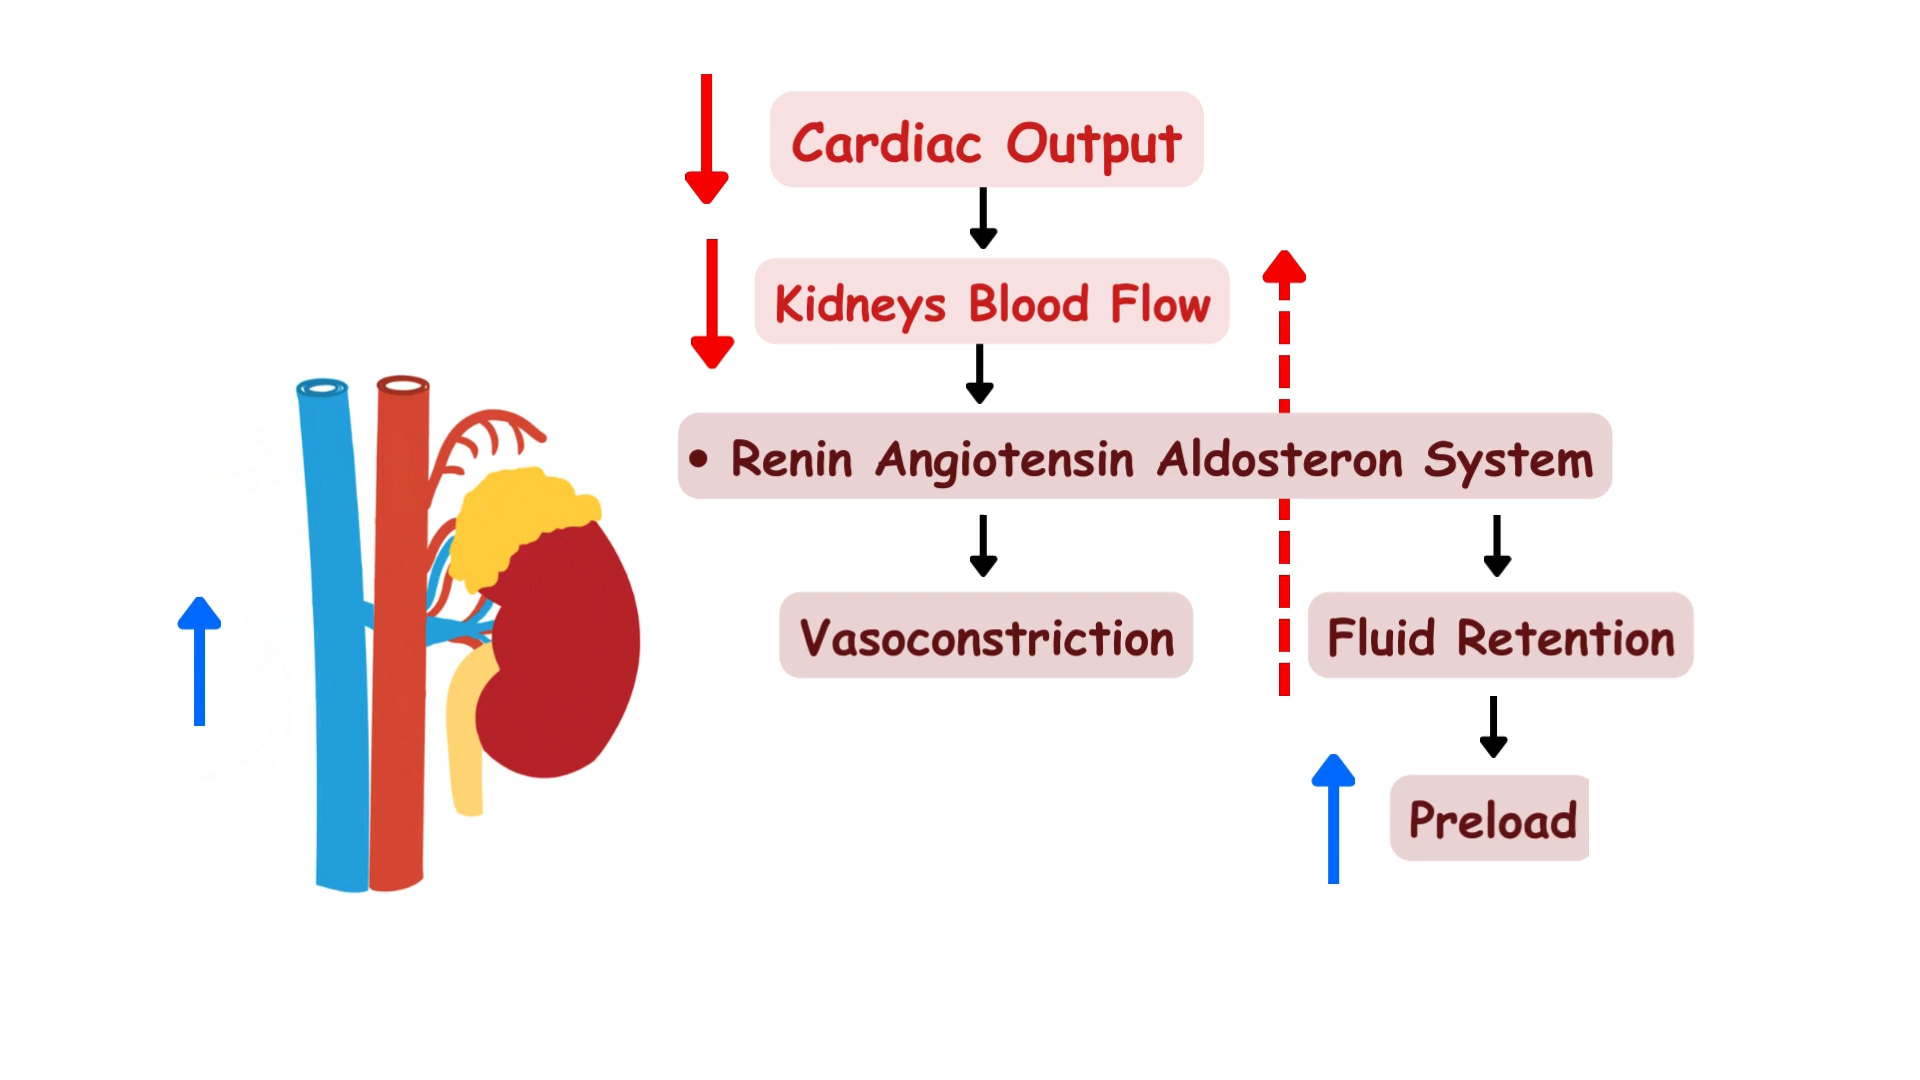 Cardiac Output
Kidneys Blood Flow
• Renin Angiotensin Aldosteron System
Vasoconstriction
Fluid Retention
Preload